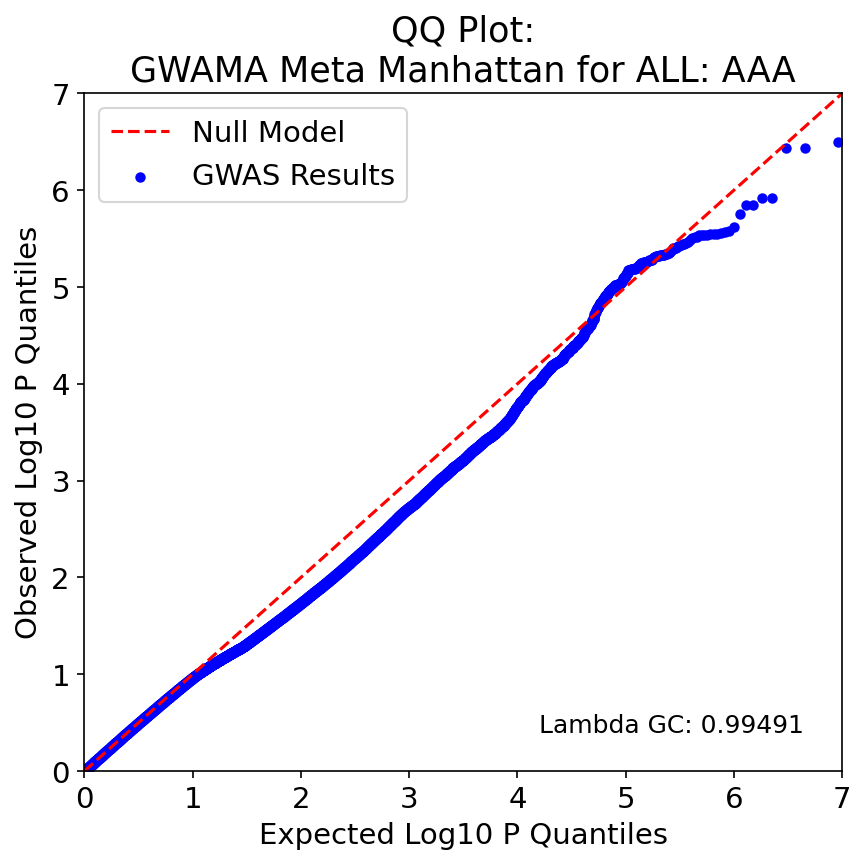 QQ Plot:
GWAMA Meta Manhattan for ALL: AAA
7
6
5
4
3
2
1
0
Observed Log10 P Quantiles
Null Model
GWAS Results
Lambda GC: 0.99491
0 1 2 3 4 5 6 7
Expected Log10 P Quantiles